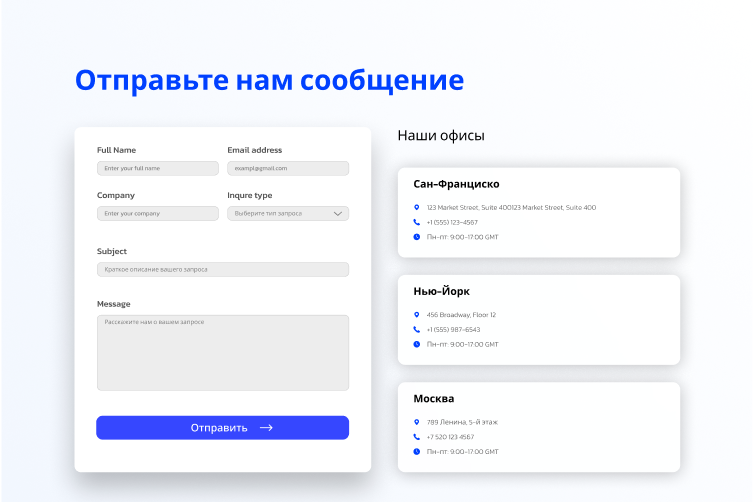 Отправьте нам сообщение
Full Name
Email address
Enter your full name
exampl@gmail.com
Company
Inqure type
Enter your company
Выберите тип запроса
Subject
Краткое описание вашего запроса
Message
Расскажите нам о вашем запросе
Отправить
Наши офисы
Сан-Франциско
123 Market Street, Suite 400123 Market Street, Suite 400
+1 (555) 123-4567
Пн-пт: 9:00-17:00 GMT
Нью-Йорк
456 Broadway, Floor 12
+1 (555) 987-6543
Пн-пт: 9:00-17:00 GMT
Москва
789 Ленина, 5-й этаж
+7 520 123 4567
Пн-пт: 9:00-17:00 GMT